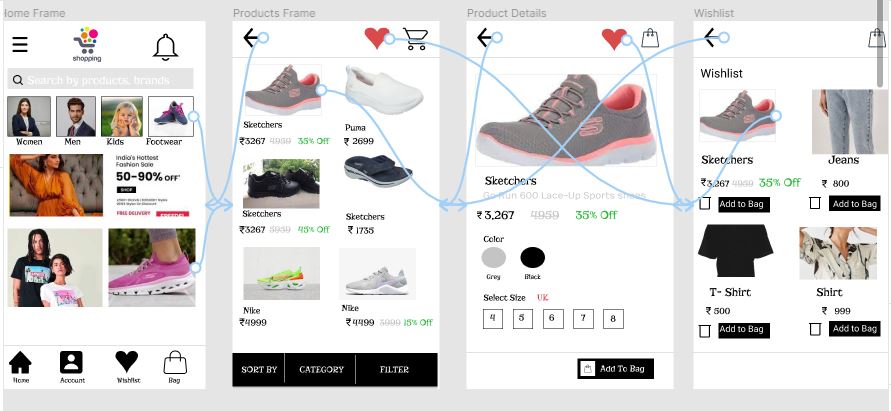 Home Frame
shopping
Search by products, brands
Women Men Kids Footwear
India's Hottest
Fashion Sale
50-90% OFF*
SHOP
FREE DELIVERY
Home Account Wishlist Bag
Products Frame
Sketchers
₹3267 4959 35% Off
Puma
₹ 2699
Sketchers
₹3267 5959 45% Off
Sketchers
₹ 1735
Nike
₹4999
Nike
₹4499 5999 15% Off
SORT BY CATEGORY FILTER
Product Details
Sketchers
Go Run 600 Lace-Up Sports shoes
₹3,267 4959 35% Off
Color
Grey Black
Select Size UK
4 5 6 7 8
Add To Bag
Wishlist
Wishlist
Sketchers
₹3,267 4959 35% Off
Add to Bag
Jeans
₹ 800
Add to Bag
T- Shirt
₹ 500
Add to Bag
Shirt
₹ 999
Add to Bag